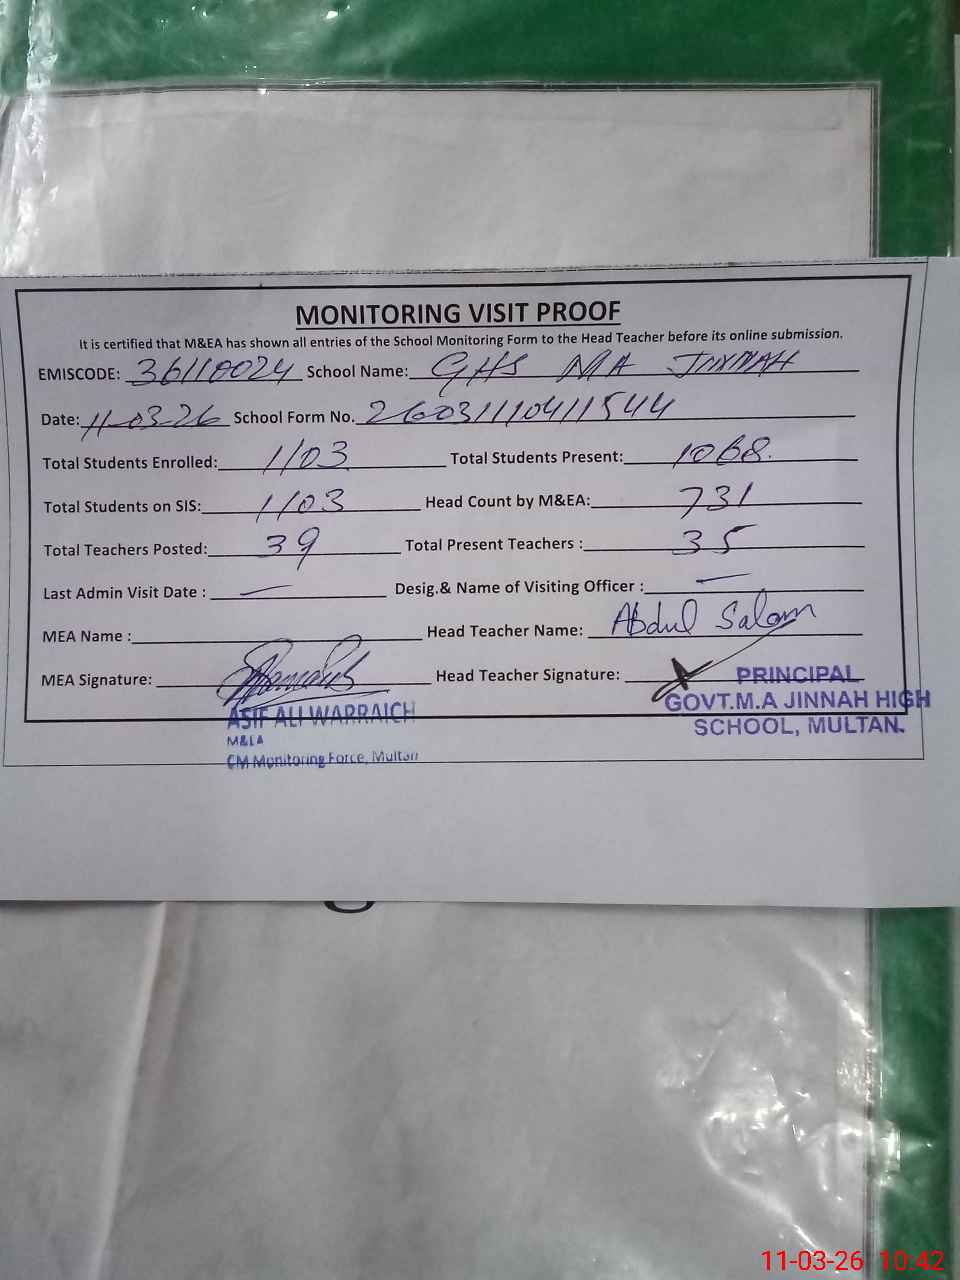 MONITORING VISIT PROOF
It is certified that M&EA has shown all entries of the School Monitoring Form to the Head Teacher before its online submission.
EMISCODE: 36110024 School Name: GHS MA JINNAH
Date: 11-03-26 School Form No. 26031110411544
Total Students Enrolled: 1103 Total Students Present: 1068.
Total Students on SIS: 1103 Head Count by M&EA: 731
Total Teachers Posted: 39 Total Present Teachers : 35
Last Admin Visit Date : — Desig.& Name of Visiting Officer : —
MEA Name : Head Teacher Name: Abdul Salam
MEA Signature: Head Teacher Signature:
PRINCIPAL
GOVT.M.A JINNAH HIGH
SCHOOL, MULTAN.
ASIF ALI WARRAICH
M&EA
CM Monitoring Force, Multan
11-03-26 10:42